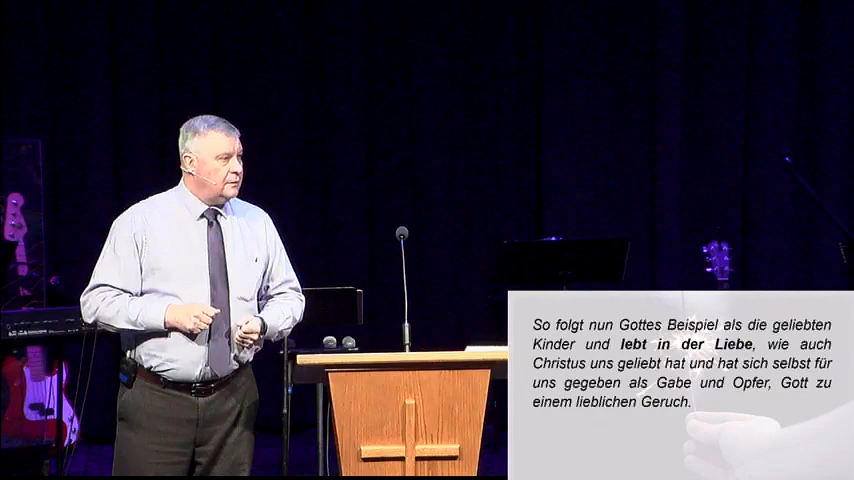 So folgt nun Gottes Beispiel als die geliebten
Kinder und lebt in der Liebe, wie auch
Christus uns geliebt hat und hat sich selbst für
uns gegeben als Gabe und Opfer, Gott zu
einem lieblichen Geruch.